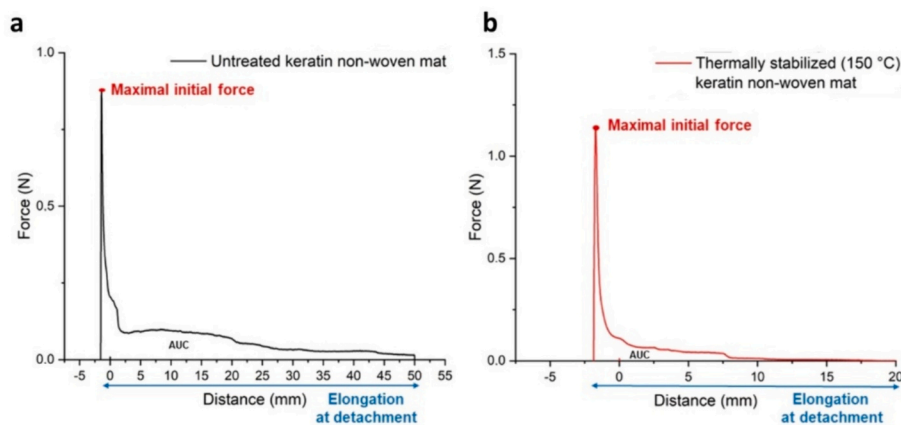 a
1.0
0.5
0.0
Force (N)
Untreated keratin non-woven mat
Maximal initial force
AUC
-5 0 5 10 15 20 25 30 35 40 45 50
Distance (mm)
Elongation
at detachment
b
1.5
1.0
0.5
0.0
Force (N)
Thermally stabilized (150 °C)
keratin non-woven mat
Maximal initial force
AUC
-5 0 5 10 15 20
Distance (mm)
Elongation
at detachment